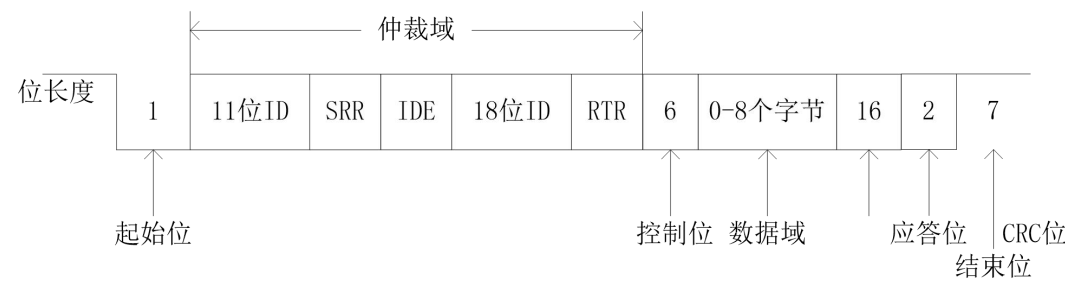 仲裁域
位长度 1 11位ID SRR IDE 18位ID RTR 6 0-8个字节 16 2 7
起始位 控制位 数据域 应答位 CRC位
结束位